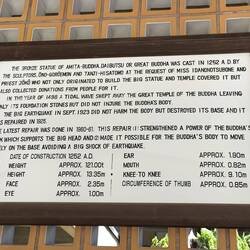 THE BRONZE STATUE OF AMITA-BUDDHA, DAIBUTSU OR GREAT BUDDHA WAS CAST IN 1252 A.D. BY
THE SCULPTORS, ŌNO-GOROEMON AND TANZI-HISATOMO AT THE REQUEST OF MISS IDANONOTSUBONE AND
PRIEST JŌKŌ WHO NOT ONLY ORIGINATED TO BUILD THE BIG STATUE AND TEMPLE COVERED IT BUT
ALSO COLLECTED DONATIONS FROM PEOPLE FOR IT.
IN THE YEAR OF 1498 A TIDAL WAVE SWEPT AWAY THE GREAT TEMPLE OF THE BUDDHA LEAVING
ONLY ITS FOUNDATION STONES BUT DID NOT INJURE THE BUDDHA'S BODY.
THE BIG EARTHQUAKE IN SEPT. 1923 DID NOT HARM THE BODY BUT DESTROYED ITS BASE AND IT
WAS REPAIRED IN 1925.
THE LATEST REPAIR WAS DONE IN 1960-61. THIS REPAIR (1) STRENGTHENED A POWER OF THE BUDDHA'S
WHICH SUPPORTS THE BIG HEAD AND (2) MADE IT POSSIBLE FOR THE BUDDHA'S BODY TO MOVE
ON THE BASE AVOIDING A BIG SHOCK OF EARTHQUAKE.
DATE OF CONSTRUCTION 1252 A.D.
WEIGHT APPROX. 121.00t
HEIGHT APPROX. 13.35m
FACE APPROX. 2.35m
EYE APPROX. 1.00m
EAR APPROX. 1.90m
MOUTH APPROX. 0.82m
KNEE TO KNEE APPROX. 9.10m
CIRCUMFERENCE OF THUMB APPROX. 0.85m